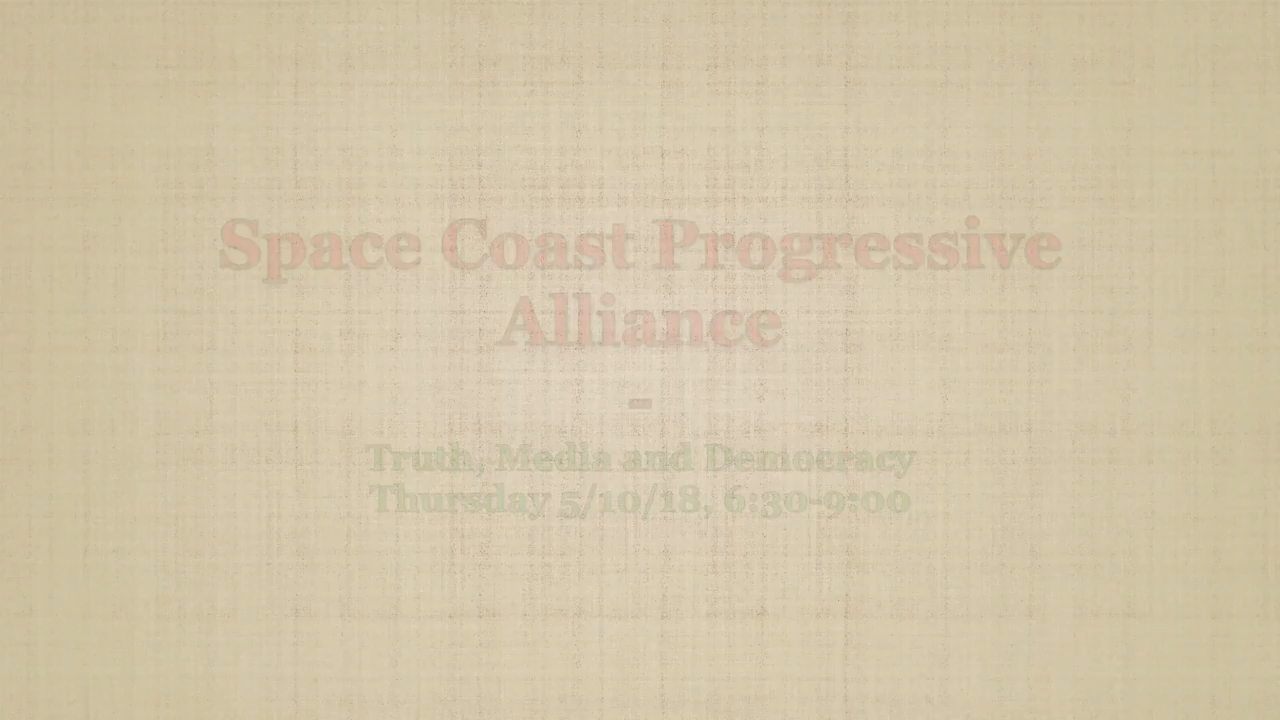 Space Coast Progressive
Alliance
-
Truth, Media and Democracy
Thursday 5/10/18, 6:30-9:00